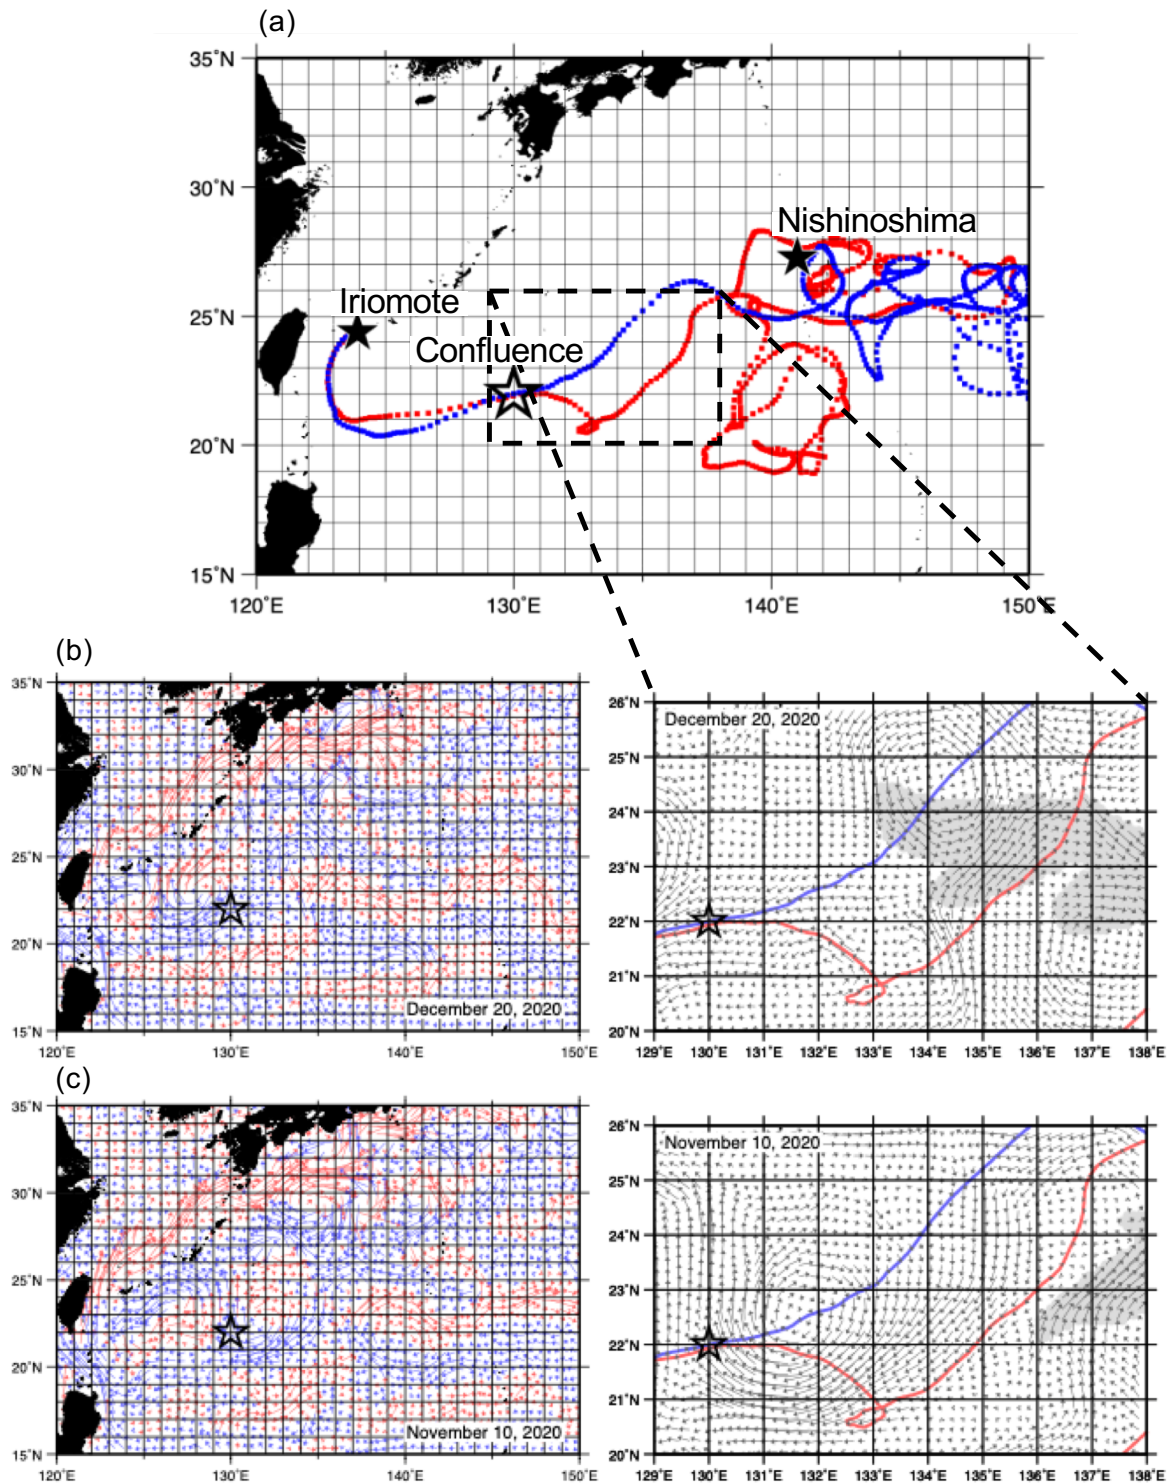 (a)
35°N
30°N
25°N
20°N
15°N
Nishinoshima
Iriomote
Confluence
120°E 130°E 140°E 150°E
(b)
35°N
30°N
25°N
20°N
15°N
December 20, 2020
120°E 130°E 140°E 150°E
26°N
25°N
24°N
23°N
22°N
21°N
20°N
December 20, 2020
129°E 130°E 131°E 132°E 133°E 134°E 135°E 136°E 137°E 138°E
(c)
35°N
30°N
25°N
20°N
15°N
November 10, 2020
120°E 130°E 140°E 150°E
26°N
25°N
24°N
23°N
22°N
21°N
20°N
November 10, 2020
129°E 130°E 131°E 132°E 133°E 134°E 135°E 136°E 137°E 138°E